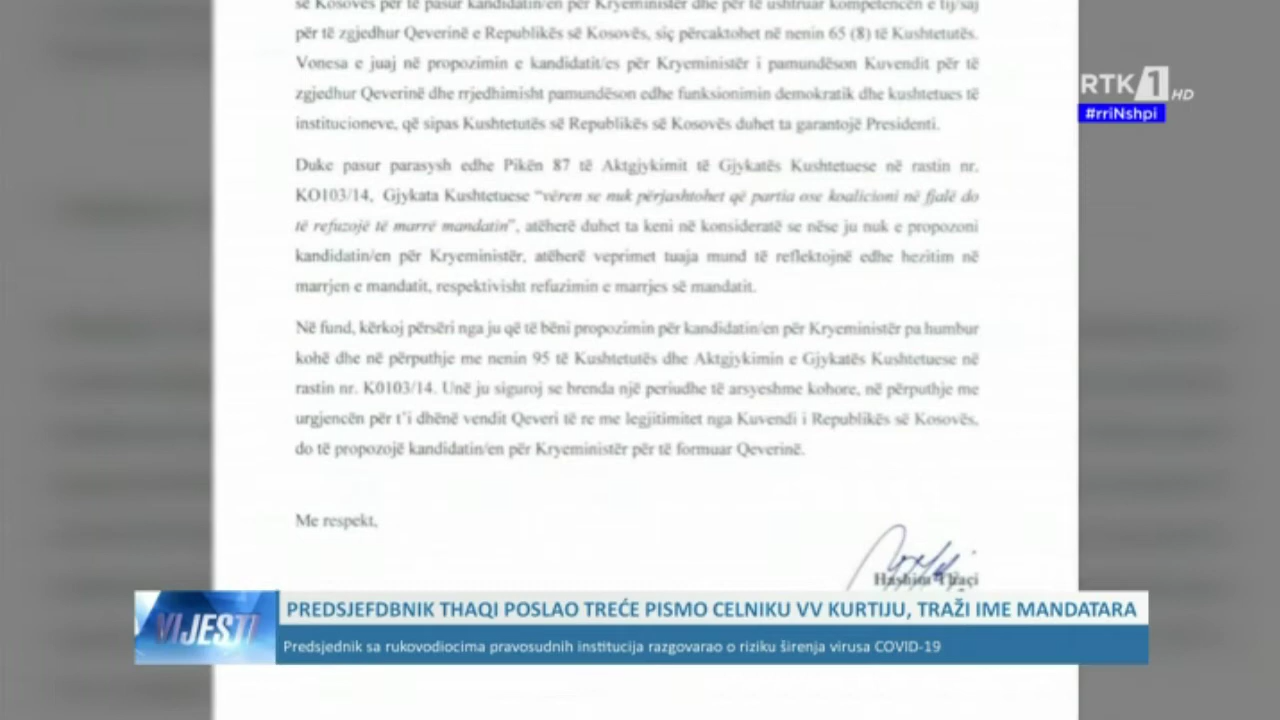 së Kosovës për të pasur kandidatin/en për Kryeministër dhe për të ushtruar kompetencën e tij/saj
për të zgjedhur Qeverinë e Republikës së Kosovës, siç përcaktohet në nenin 65 (8) të Kushtetutës.
Vonesa e juaj në propozimin e kandidatit/es për Kryeministër i pamundëson Kuvendit për të
zgjedhur Qeverinë dhe rrjedhimisht pamundëson edhe funksionimin demokratik dhe kushtetues të
institucioneve, që sipas Kushtetutës së Republikës së Kosovës duhet ta garantojë Presidenti.
Duke pasur parasysh edhe Pikën 87 të Aktgjykimit të Gjykatës Kushtetuese në rastin nr.
KO103/14, Gjykata Kushtetuese "vëren se nuk përjashtohet që partia ose koalicioni në fjalë do
të refuzojë të marrë mandatin", atëherë duhet ta keni në konsideratë se nëse ju nuk e propozoni
kandidatin/en për Kryeministër, atëherë veprimet tuaja mund të reflektojnë edhe hezitim në
marrjen e mandatit, respektivisht refuzimin e marrjes së mandatit.
Në fund, kërkoj përsëri nga ju që të bëni propozimin për kandidatin/en për Kryeministër pa humbur
kohë dhe në përputhje me nenin 95 të Kushtetutës dhe Aktgjykimin e Gjykatës Kushtetuese në
rastin nr. K0103/14. Unë ju siguroj se brenda një periudhe të arsyeshme kohore, në përputhje me
urgjencën për t'i dhënë vendit Qeveri të re me legjitimitet nga Kuvendi i Republikës së Kosovës,
do të propozojë kandidatin/en për Kryeministër për të formuar Qeverinë.
Me respekt,
Hashim Thaçi
RTK 1 HD
#rriNshpi
VIJESTI
PREDSJEFDBNIK THAQI POSLAO TREĆE PISMO CELNIKU VV KURTIJU, TRAŽI IME MANDATARA
Predsjednik sa rukovodiocima pravosudnih institucija razgovarao o riziku širenja virusa COVID-19